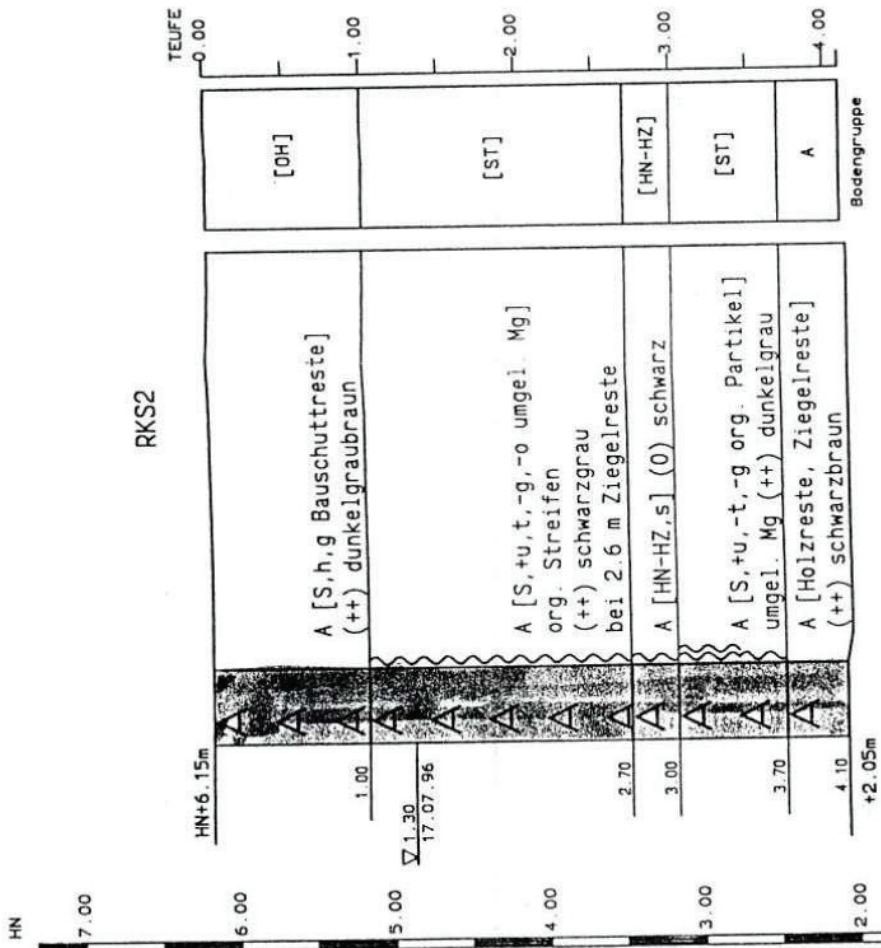 RKS2
HN
7.00
6.00
5.00
4.00
3.00
2.00
HN+6.15m
1.00
1.30
17.07.96
2.70
3.00
3.70
4.10
+2.05m
A
A
A
A
A
A
A
A
A
A
A
A
A [S,h,g Bauschuttreste]
(++) dunkelgraubraun
A [S,+u,t,-g,-o umgel. Mg]
org. Streifen
(++) schwarzgrau
bei 2.6 m Ziegelreste
A [HN-HZ,s] (O) schwarz
A [S,+u,-t,-g org. Partikel]
umgel. Mg (++) dunkelgrau
A [Holzreste, Ziegelreste]
(++) schwarzbraun
[OH]
[ST]
[HN-HZ]
[ST]
A
Bodengruppe
TEUFE
0.00
-1.00
-2.00
-3.00
-4.00